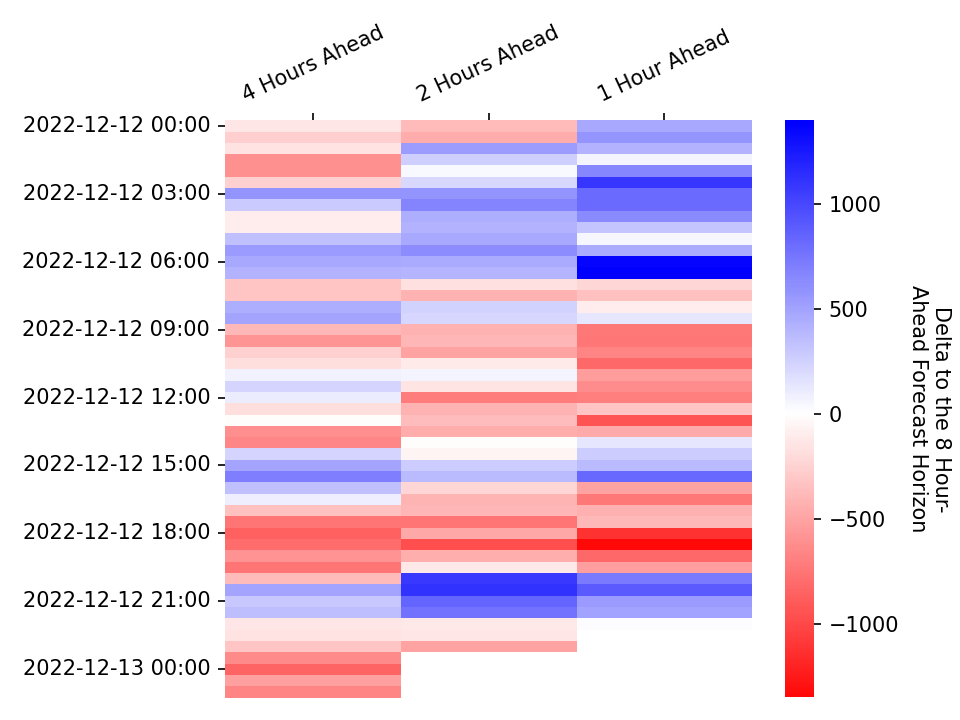 4 Hours Ahead
2 Hours Ahead
1 Hour Ahead
2022-12-12 00:00
2022-12-12 03:00
2022-12-12 06:00
2022-12-12 09:00
2022-12-12 12:00
2022-12-12 15:00
2022-12-12 18:00
2022-12-12 21:00
2022-12-13 00:00
1000
500
0
−500
−1000
Delta to the 8 Hour-
Ahead Forecast Horizon